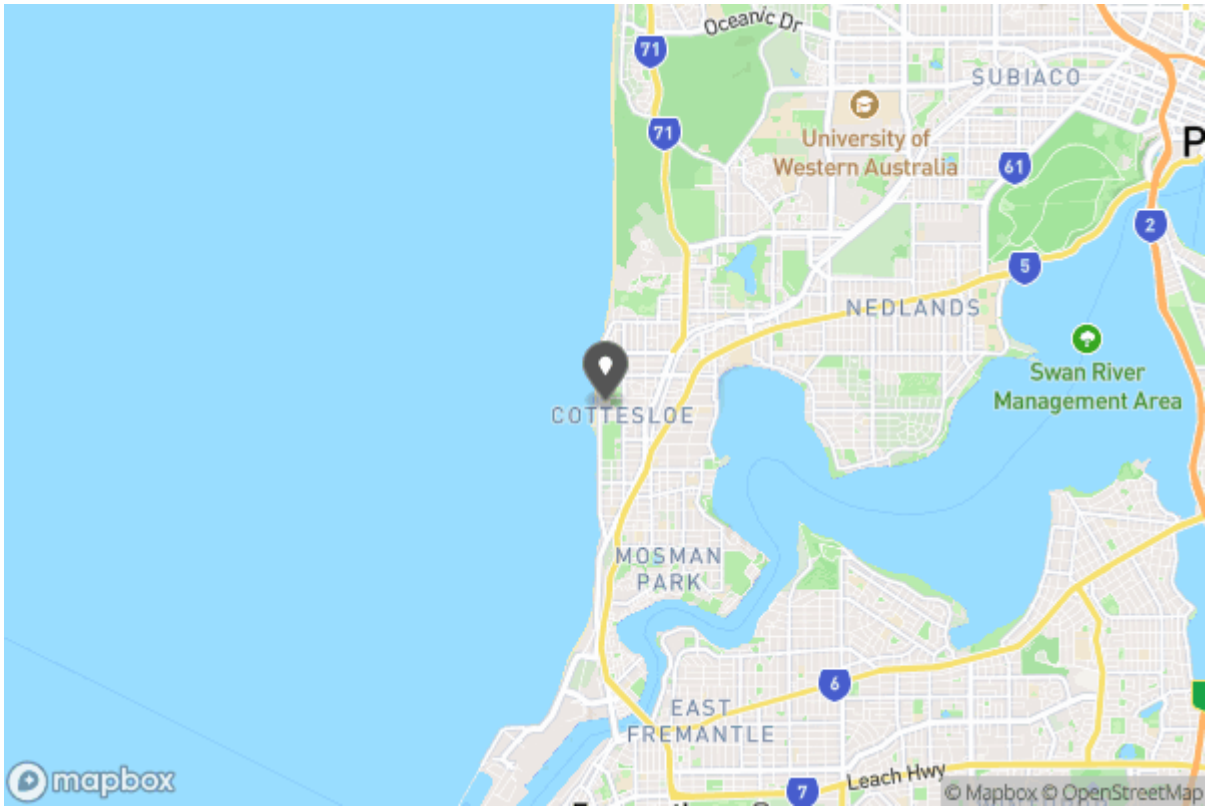 Oceanic Dr
71
SUBIACO
71
University of
Western Australia
61
P
2
5
NEDLANDS
Swan River
Management Area
COTTESLOE
MOSMAN
PARK
6
EAST
FREMANTLE
Leach Hwy
7
mapbox
© Mapbox © OpenStreetMap